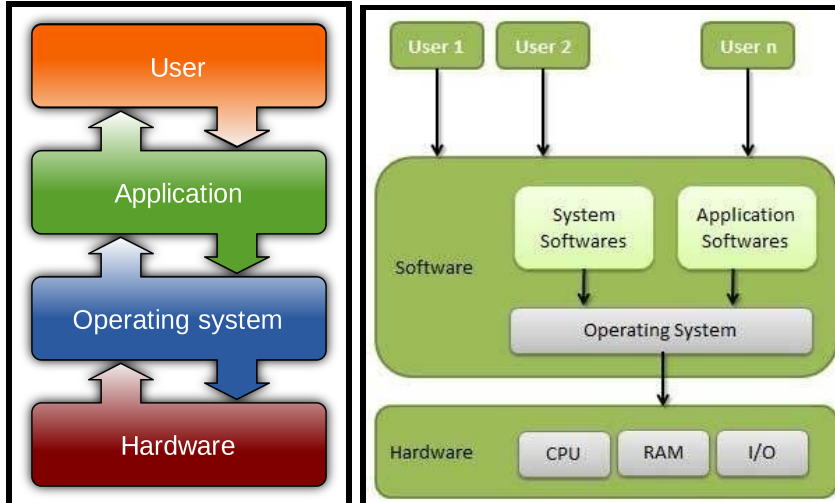 User
Application
Operating system
Hardware
User 1
User 2
User n
System
Softwares
Application
Softwares
Software
Operating System
Hardware
CPU
RAM
I/O